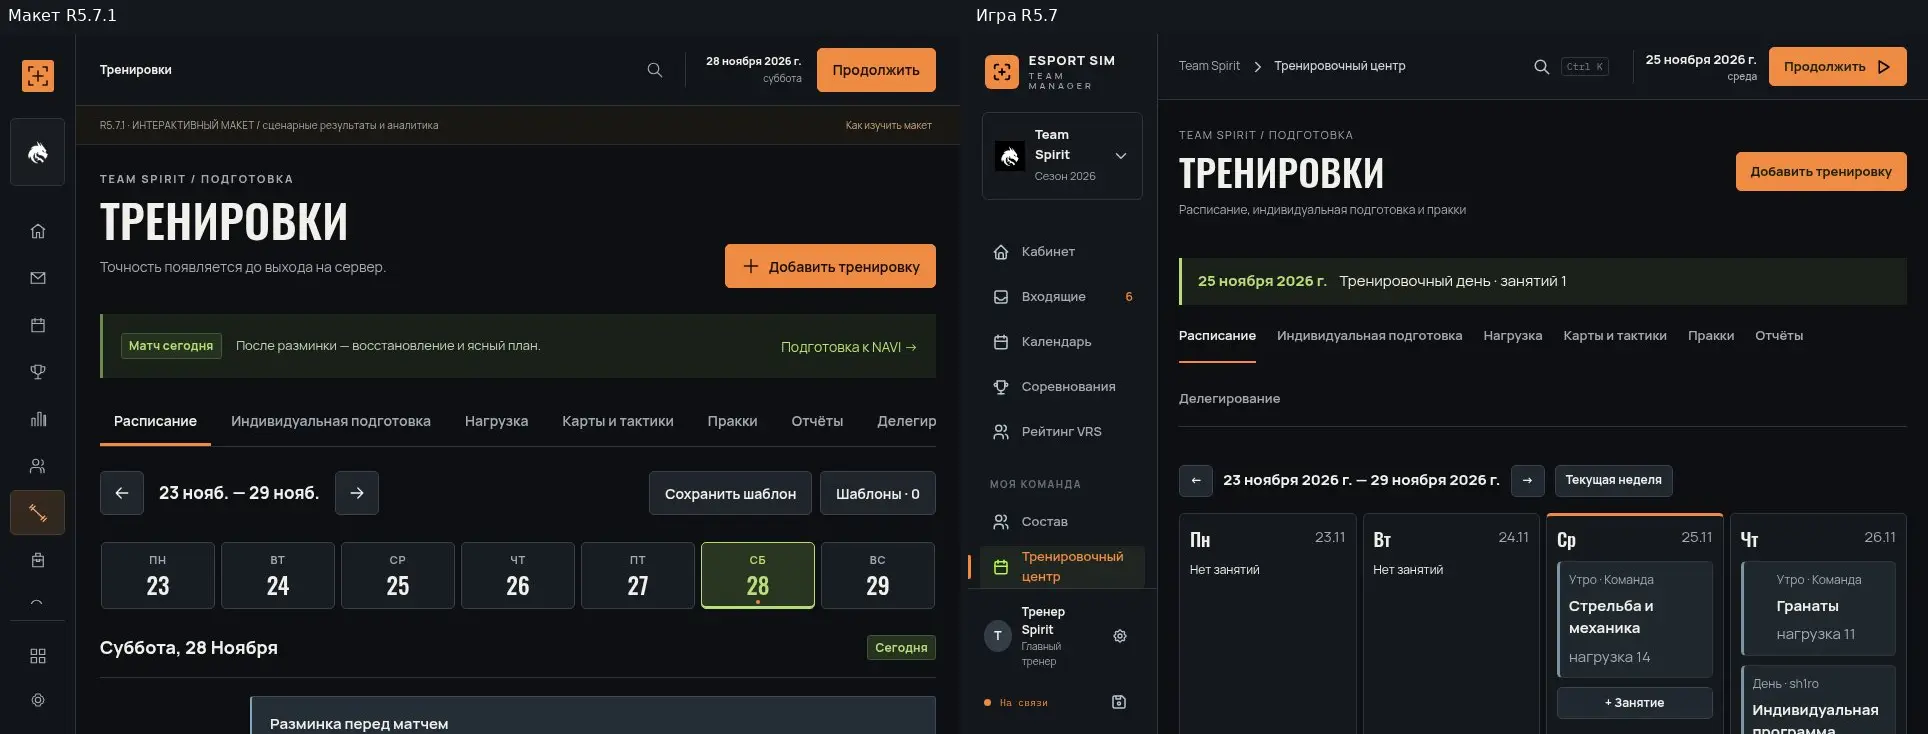 Макет R5.7.1
Тренировки
28 ноября 2026 г.
суббота
Продолжить
R5.7.1 · ИНТЕРАКТИВНЫЙ МАКЕТ / сценарные результаты и аналитика
Как изучить макет
TEAM SPIRIT / ПОДГОТОВКА
ТРЕНИРОВКИ
Точность появляется до выхода на сервер.
+ Добавить тренировку
Матч сегодня
После разминки — восстановление и ясный план.
Подготовка к NAVI →
Расписание
Индивидуальная подготовка
Нагрузка
Карты и тактики
Пракки
Отчёты
Делегир
←
23 нояб. — 29 нояб.
→
Сохранить шаблон
Шаблоны · 0
ПН
23
ВТ
24
СР
25
ЧТ
26
ПТ
27
СБ
28
ВС
29
Суббота, 28 Ноября
Сегодня
Разминка перед матчем
Игра R5.7
ESPORT SIM
TEAM
MANAGER
Team
Spirit
Сезон 2026
Кабинет
Входящие 6
Календарь
Соревнования
Рейтинг VRS
МОЯ КОМАНДА
Состав
Тренировочный
центр
Т
Тренер
Spirit
Главный
тренер
На связи
Team Spirit > Тренировочный центр
Ctrl K
25 ноября 2026 г.
среда
Продолжить
TEAM SPIRIT / ПОДГОТОВКА
ТРЕНИРОВКИ
Расписание, индивидуальная подготовка и пракки
Добавить тренировку
25 ноября 2026 г. Тренировочный день · занятий 1
Расписание
Индивидуальная подготовка
Нагрузка
Карты и тактики
Пракки
Отчёты
Делегирование
←
23 ноября 2026 г. — 29 ноября 2026 г.
→
Текущая неделя
Пн 23.11
Нет занятий
Вт 24.11
Нет занятий
Ср 25.11
Утро · Команда
Стрельба и
механика
нагрузка 14
+ Занятие
Чт 26.11
Утро · Команда
Гранаты
нагрузка 11
День · sh1ro
Индивидуальная
программа